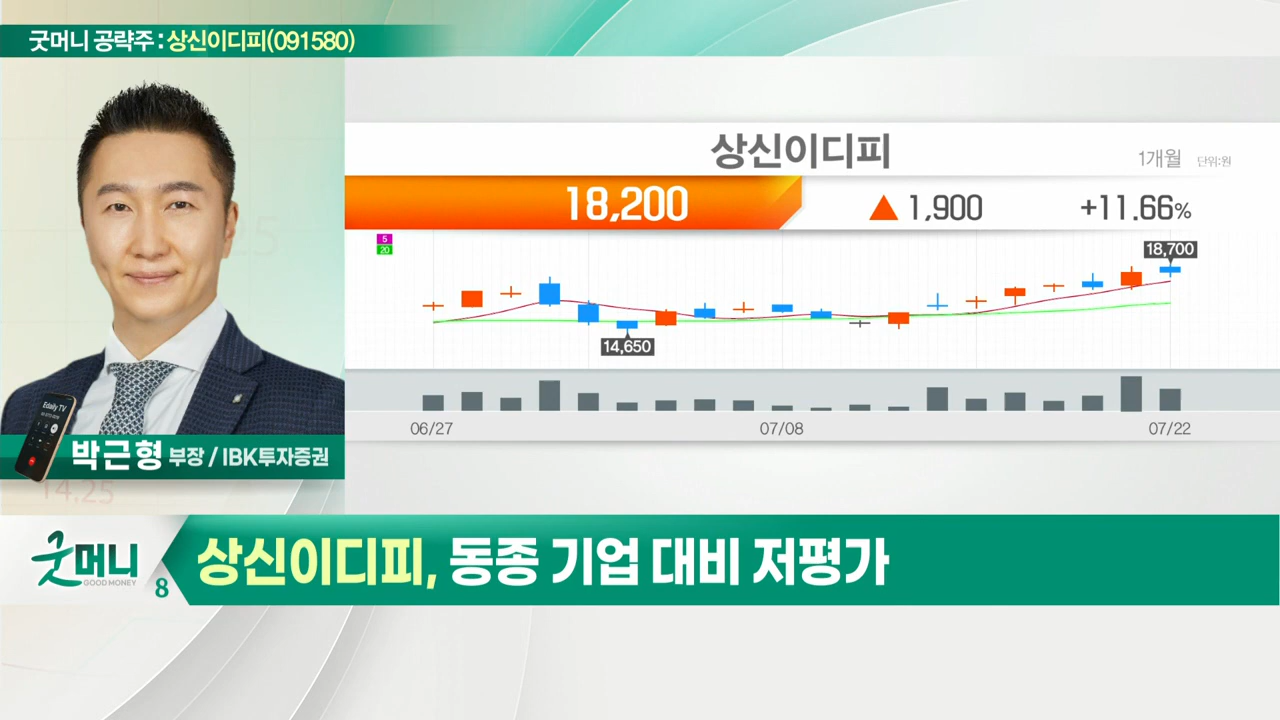 굿머니 공략주 : 상신이디피(091580)
상신이디피
1개월 단위:원
18,200 ▲ 1,900 +11.66%
5
20
18,700
14,650
06/27 07/08 07/22
Edaily TV
박근형 부장 / IBK투자증권
14.25
굿머니
GOOD MONEY
8
상신이디피, 동종 기업 대비 저평가